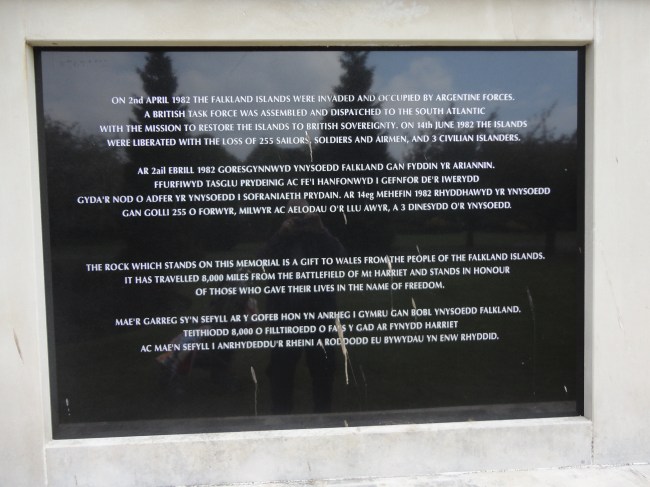 ON 2nd APRIL 1982 THE FALKLAND ISLANDS WERE INVADED AND OCCUPIED BY ARGENTINE FORCES.
A BRITISH TASK FORCE WAS ASSEMBLED AND DISPATCHED TO THE SOUTH ATLANTIC
WITH THE MISSION TO RESTORE THE ISLANDS TO BRITISH SOVEREIGNTY. ON 14th JUNE 1982 THE ISLANDS
WERE LIBERATED WITH THE LOSS OF 255 SAILORS, SOLDIERS AND AIRMEN, AND 3 CIVILIAN ISLANDERS.
AR 2ail EBRILL 1982 GORESGYNNWYD YNYSOEDD FALKLAND GAN FYDDIN YR ARIANNIN.
FFURFIWYD TASGLU PRYDEINIG AC FE'I HANFONWYD I GEFNFOR DE'R IWERYDD
GYDA'R NOD O ADFER YR YNYSOEDD I SOFRANIAETH PRYDAIN. AR 14eg MEHEFIN 1982 RHYDDHAWYD YR YNYSOEDD
GAN GOLLI 255 O FORWYR, MILWYR AC AELODAU O'R LLU AWYR, A 3 DINESYDD O'R YNYSOEDD.
THE ROCK WHICH STANDS ON THIS MEMORIAL IS A GIFT TO WALES FROM THE PEOPLE OF THE FALKLAND ISLANDS.
IT HAS TRAVELLED 8,000 MILES FROM THE BATTLEFIELD OF Mt HARRIET AND STANDS IN HONOUR
OF THOSE WHO GAVE THEIR LIVES IN THE NAME OF FREEDOM.
MAE'R GARREG SY'N SEFYLL AR Y GOFEB HON YN ANRHEG I GYMRU GAN BOBL YNYSOEDD FALKLAND.
TEITHIODD 8,000 O FILLTIROEDD O FAES Y GAD AR FYNYDD HARRIET
AC MAE'N SEFYLL I ANRHYDEDDU'R RHEINI A RODDODD EU BYWYDAU YN ENW RHYDDID.